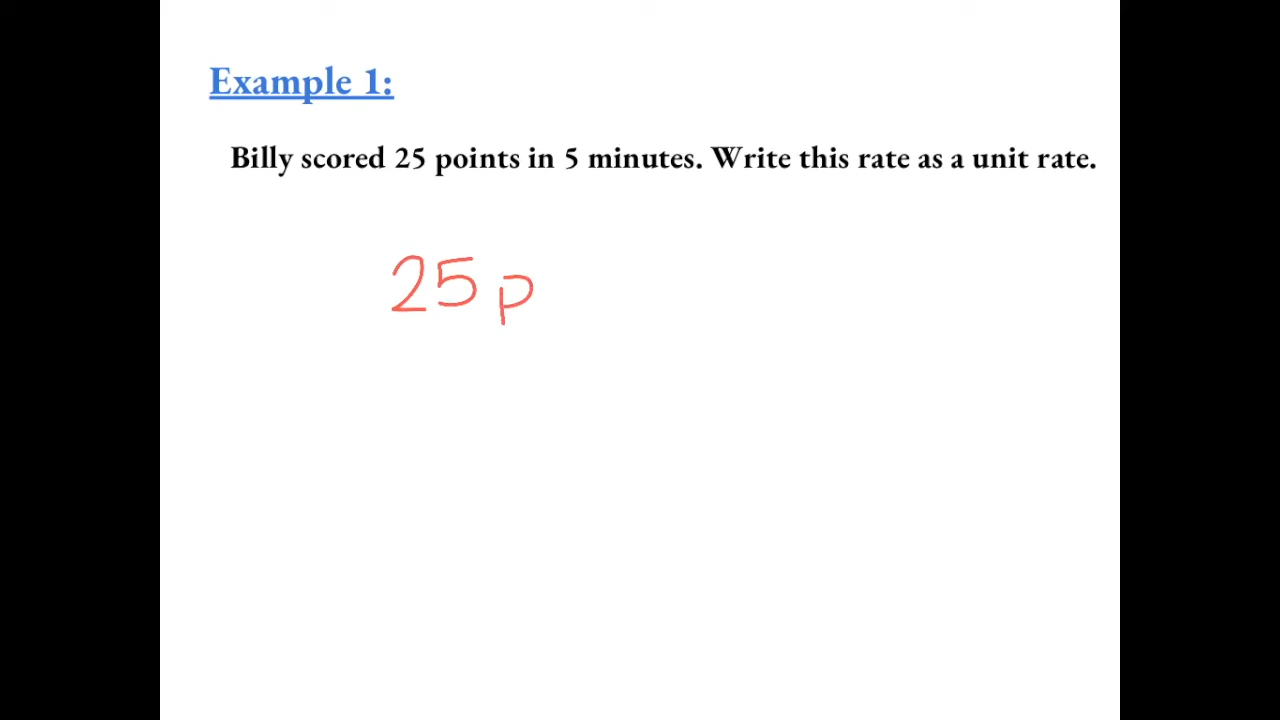 Example 1:
Billy scored 25 points in 5 minutes. Write this rate as a unit rate.
25 p